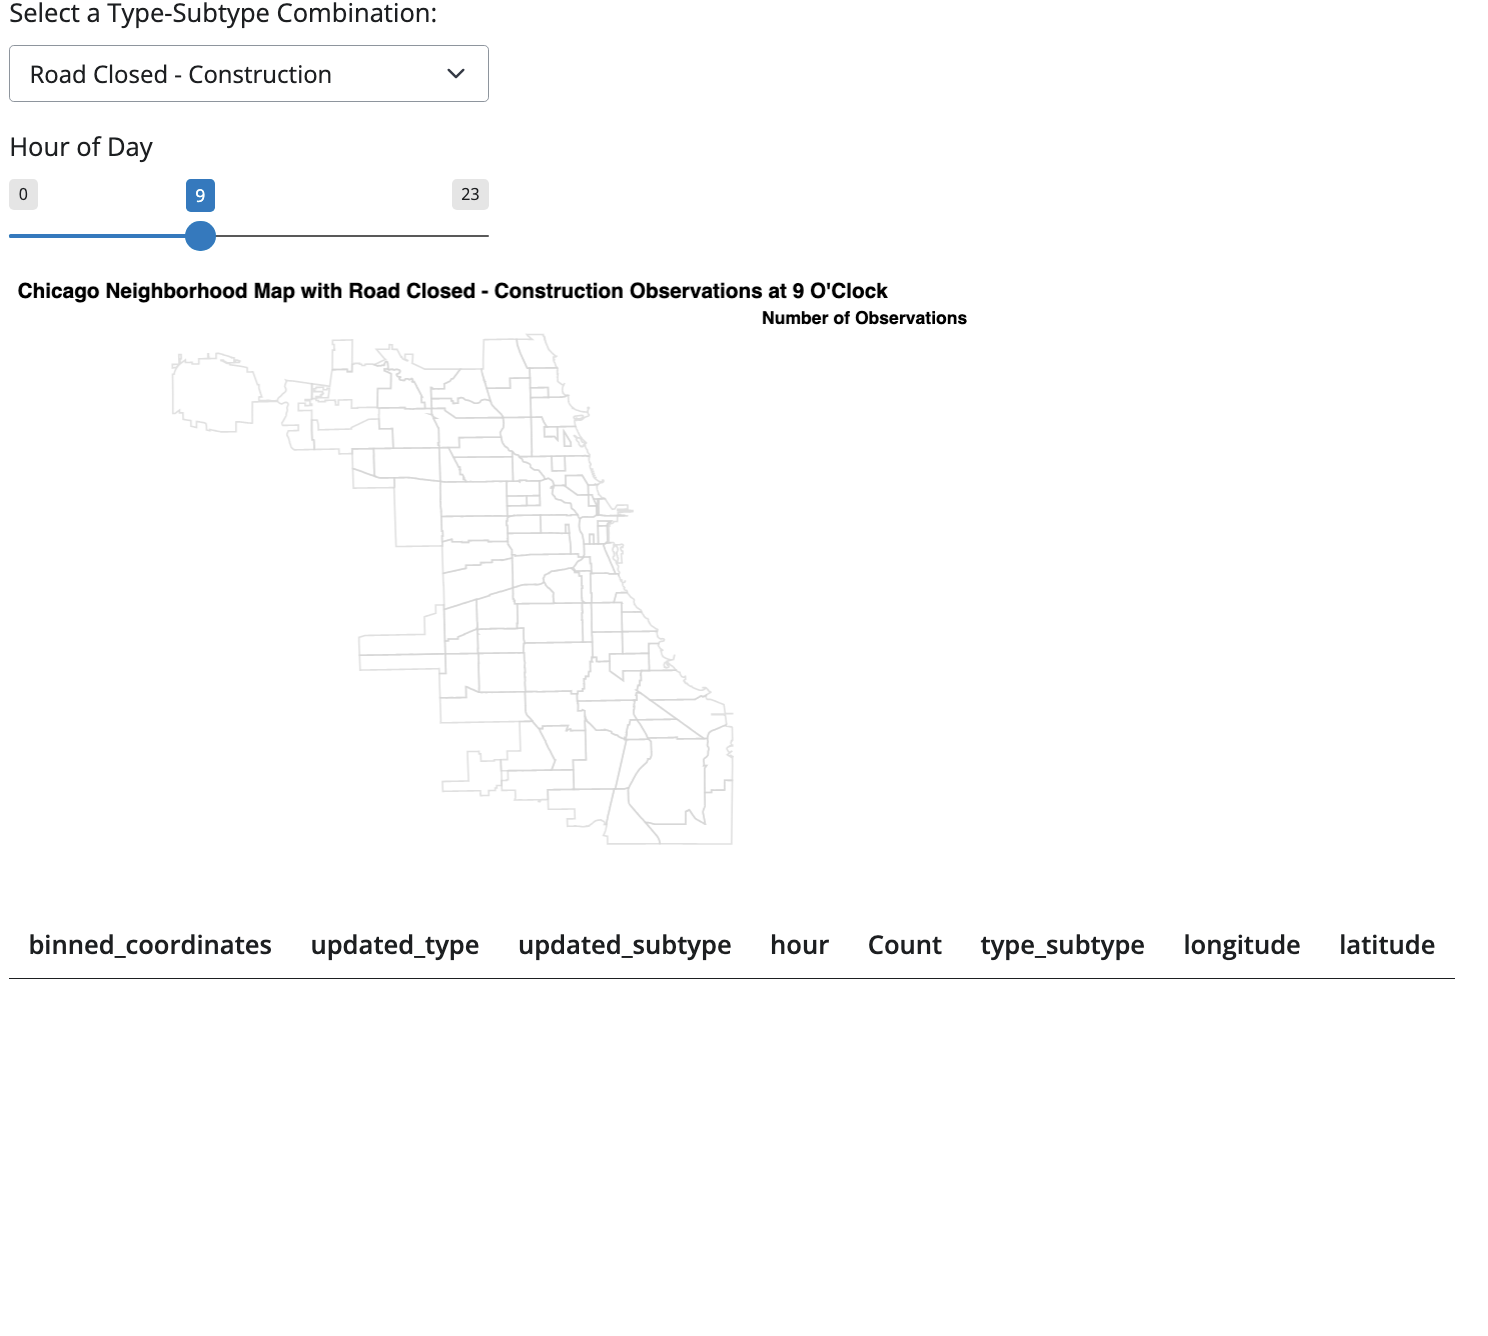 Select a Type-Subtype Combination:
Road Closed - Construction
Hour of Day
0 9 23
Chicago Neighborhood Map with Road Closed - Construction Observations at 9 O'Clock
Number of Observations
binned_coordinates updated_type updated_subtype hour Count type_subtype longitude latitude